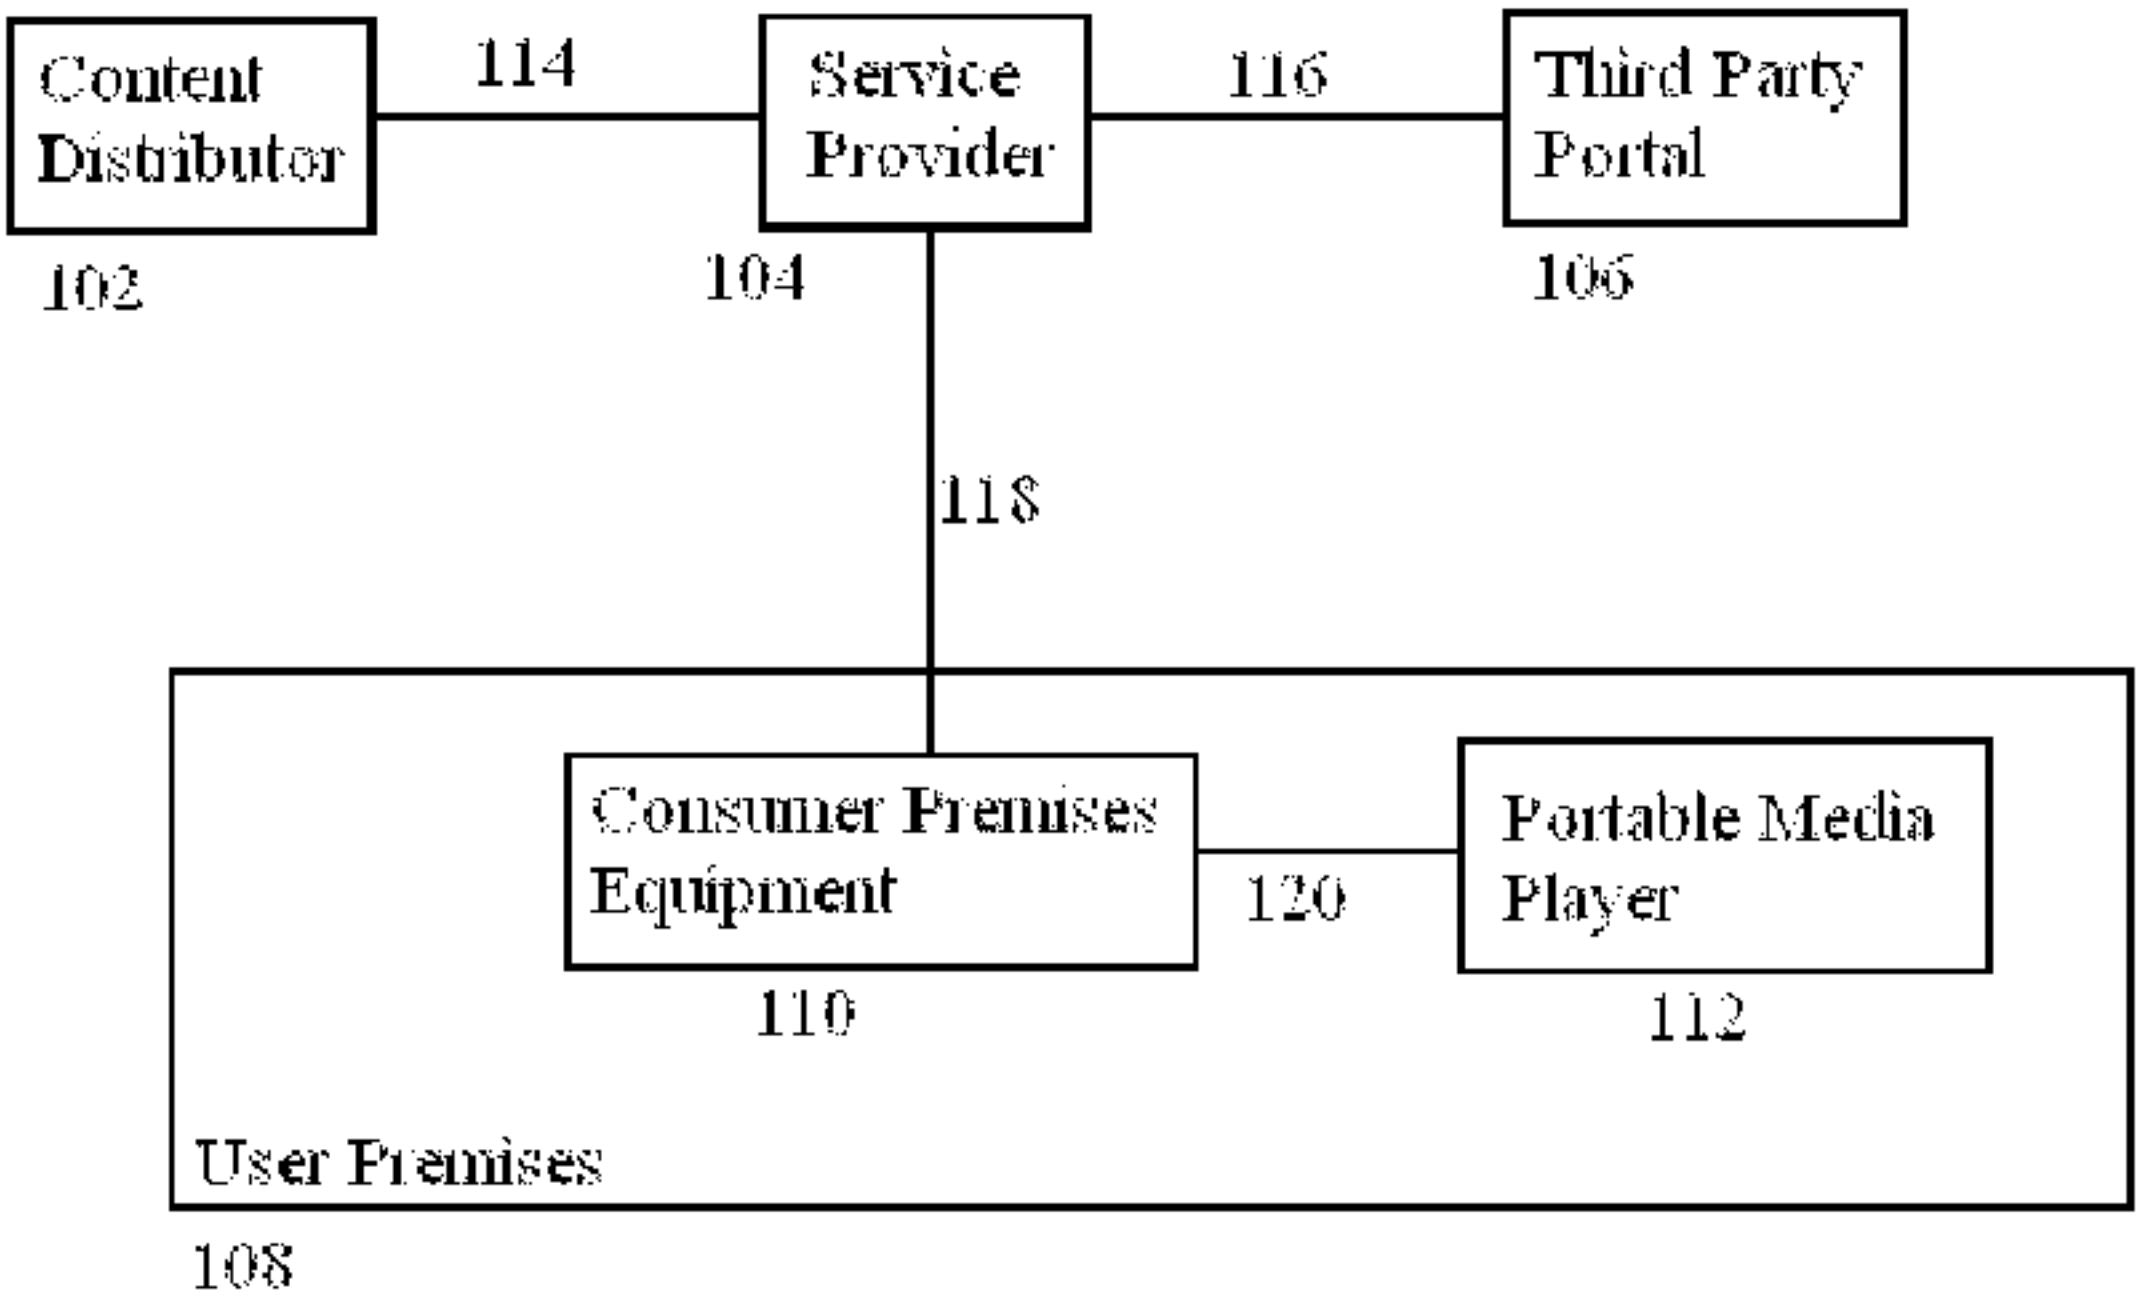 Content
Distributor
102
114
Service
Provider
104
116
Third Party
Portal
106
118
Consumer Premises
Equipment
110
120
Portable Media
Player
112
User Premises
108